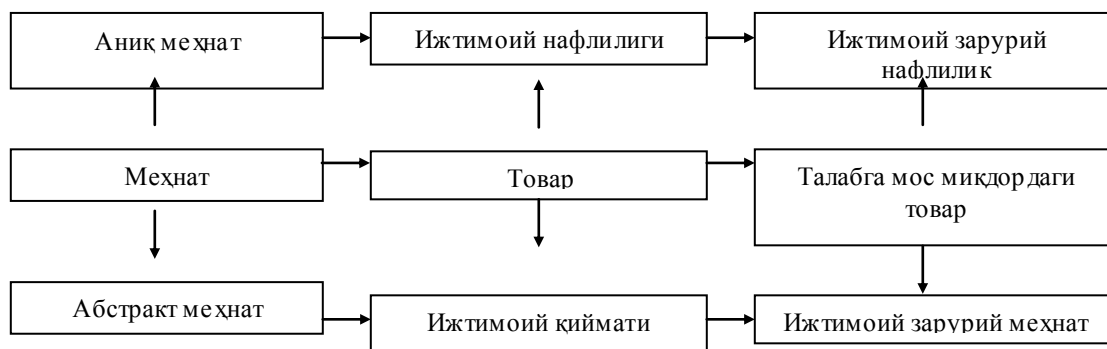 Аниқ меҳнат
Ижтимоий нафлилиги
Ижтимоий зарурий
нафлилик
Меҳнат
Товар
Талабга мос миқдордаги
товар
Абстракт меҳнат
Ижтимоий қиймати
Ижтимоий зарурий меҳнат